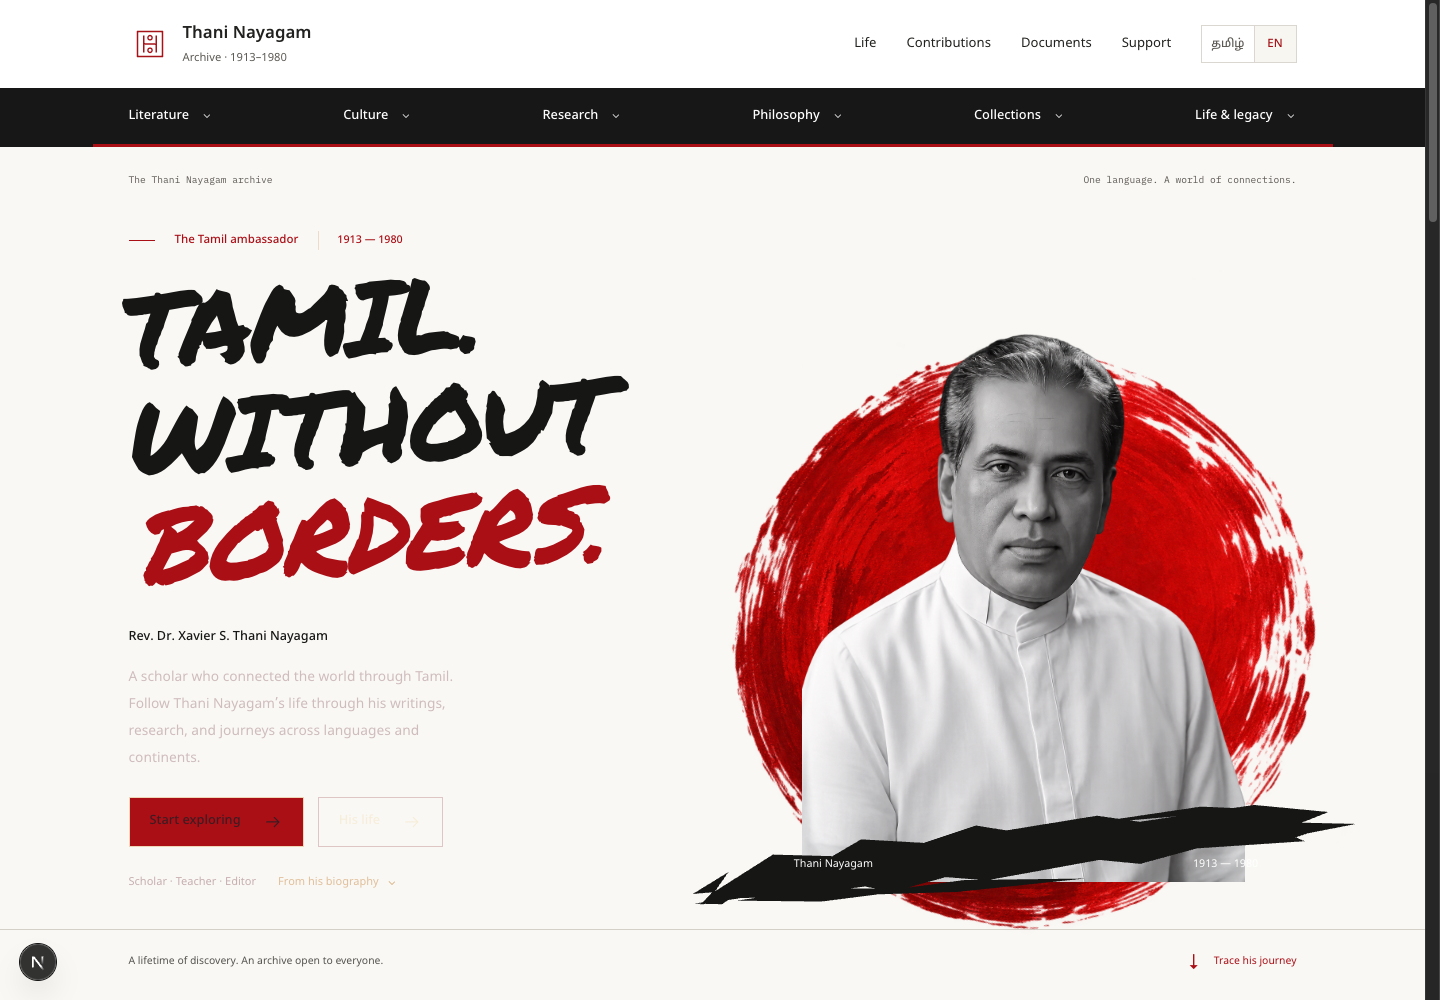 Thani Nayagam
Archive · 1913–1980
Life
Contributions
Documents
Support
தமிழ்
EN
Literature
Culture
Research
Philosophy
Collections
Life & legacy
The Thani Nayagam archive
One language. A world of connections.
The Tamil ambassador
1913 — 1980
TAMIL.
WITHOUT
BORDERS.
Rev. Dr. Xavier S. Thani Nayagam
A scholar who connected the world through Tamil.
Follow Thani Nayagam’s life through his writings,
research, and journeys across languages and
continents.
Start exploring →
His life →
Scholar · Teacher · Editor
From his biography
Thani Nayagam
1913 — 1980
N
A lifetime of discovery. An archive open to everyone.
↓ Trace his journey